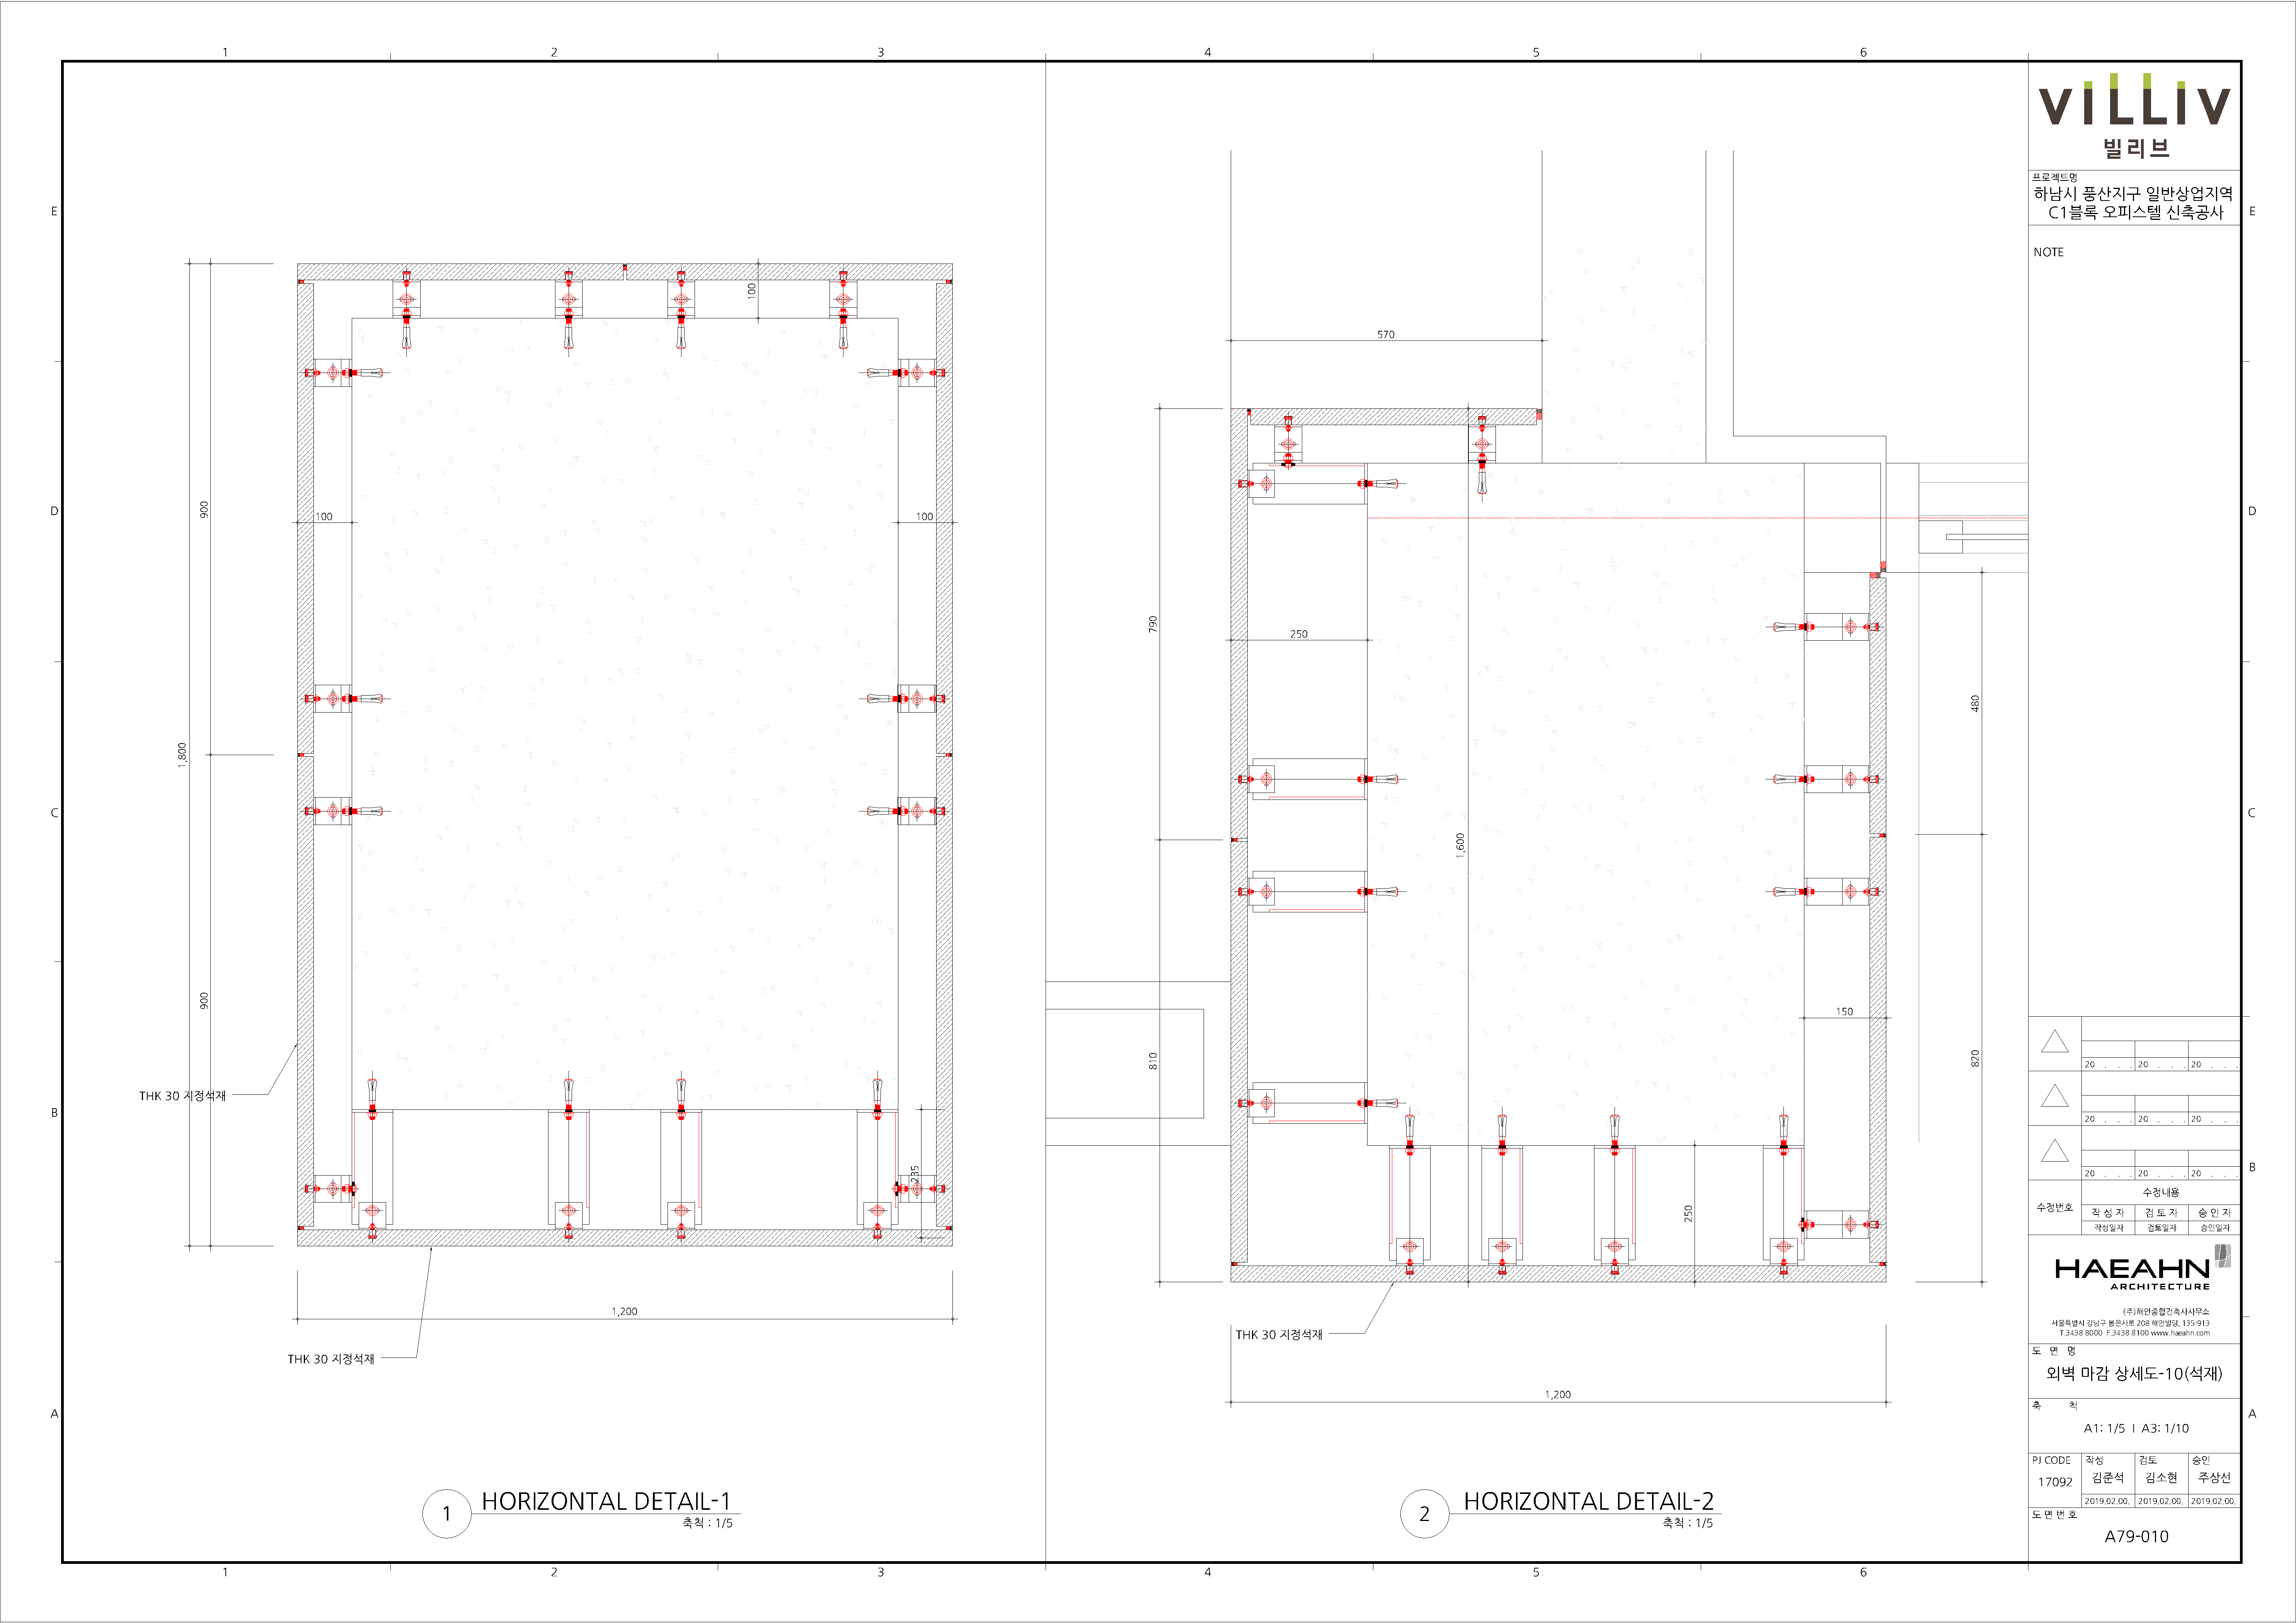 1
2
3
4
5
6
E
D
C
B
A
1,800
900
900
100
100
100
235
1,200
THK 30 지정석재
THK 30 지정석재
1
HORIZONTAL DETAIL-1
축척 : 1/5
570
790
810
250
1,600
480
820
150
250
1,200
THK 30 지정석재
2
HORIZONTAL DETAIL-2
축척 : 1/5
1
2
3
4
5
6
E
D
C
B
A
VILLIV
빌리브
프로젝트명
하남시 풍산지구 일반상업지역
C1블록 오피스텔 신축공사
NOTE
20 . . . 20 . . . 20 . . .
20 . . . 20 . . . 20 . . .
20 . . . 20 . . . 20 . . .
수정번호
수정내용
작 성 자 검 토 자 승 인 자
작성일자 검토일자 승인일자
HAEAHN
ARCHITECTURE
(주)해안종합건축사사무소
서울특별시 강남구 봉은사로 208 해안빌딩, 135-913
T.3438 8000 F.3438 8100 www.haeahn.com
도 면 명
외벽 마감 상세도-10(석재)
축 척
A1: 1/5 I A3: 1/10
PJ CODE 작성 검토 승인
17092 김준석 김소현 주상선
2019.02.00. 2019.02.00. 2019.02.00.
도 면 번 호
A79-010